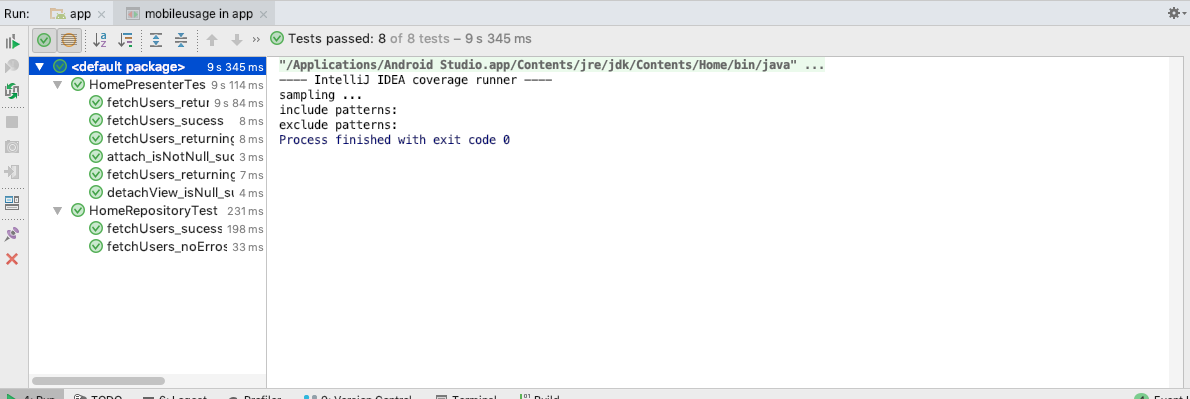 Run: app mobileusage in app
Tests passed: 8 of 8 tests – 9 s 345 ms
<default package> 9 s 345 ms
HomePresenterTes 9 s 114 ms
fetchUsers_retur 9 s 84 ms
fetchUsers_sucess 8 ms
fetchUsers_returning 8 ms
attach_isNotNull_suc 3 ms
fetchUsers_returning 7 ms
detachView_isNull_su 4 ms
HomeRepositoryTest 231 ms
fetchUsers_sucess 198 ms
fetchUsers_noErros 33 ms
"/Applications/Android Studio.app/Contents/jre/jdk/Contents/Home/bin/java" ...
---- IntelliJ IDEA coverage runner ----
sampling ...
include patterns:
exclude patterns:
Process finished with exit code 0
4: Run TODO 6: Logcat Profiler 9: Version Control Terminal Build Event L